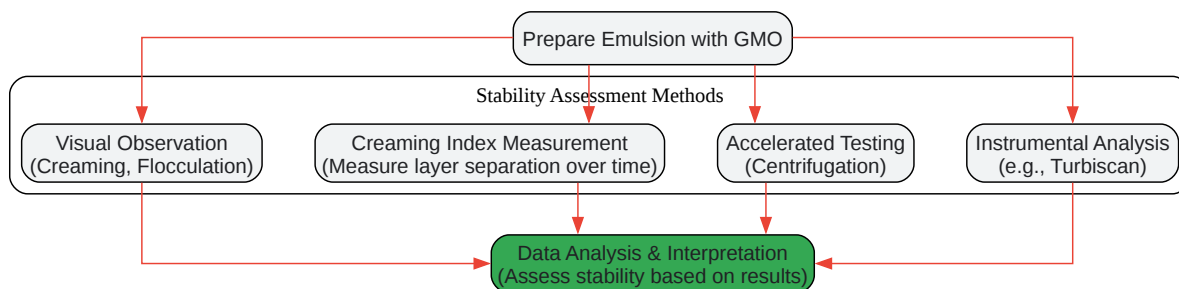 Prepare Emulsion with GMO
Stability Assessment Methods
Visual Observation
(Creaming, Flocculation)
Creaming Index Measurement
(Measure layer separation over time)
Accelerated Testing
(Centrifugation)
Instrumental Analysis
(e.g., Turbiscan)
Data Analysis & Interpretation
(Assess stability based on results)